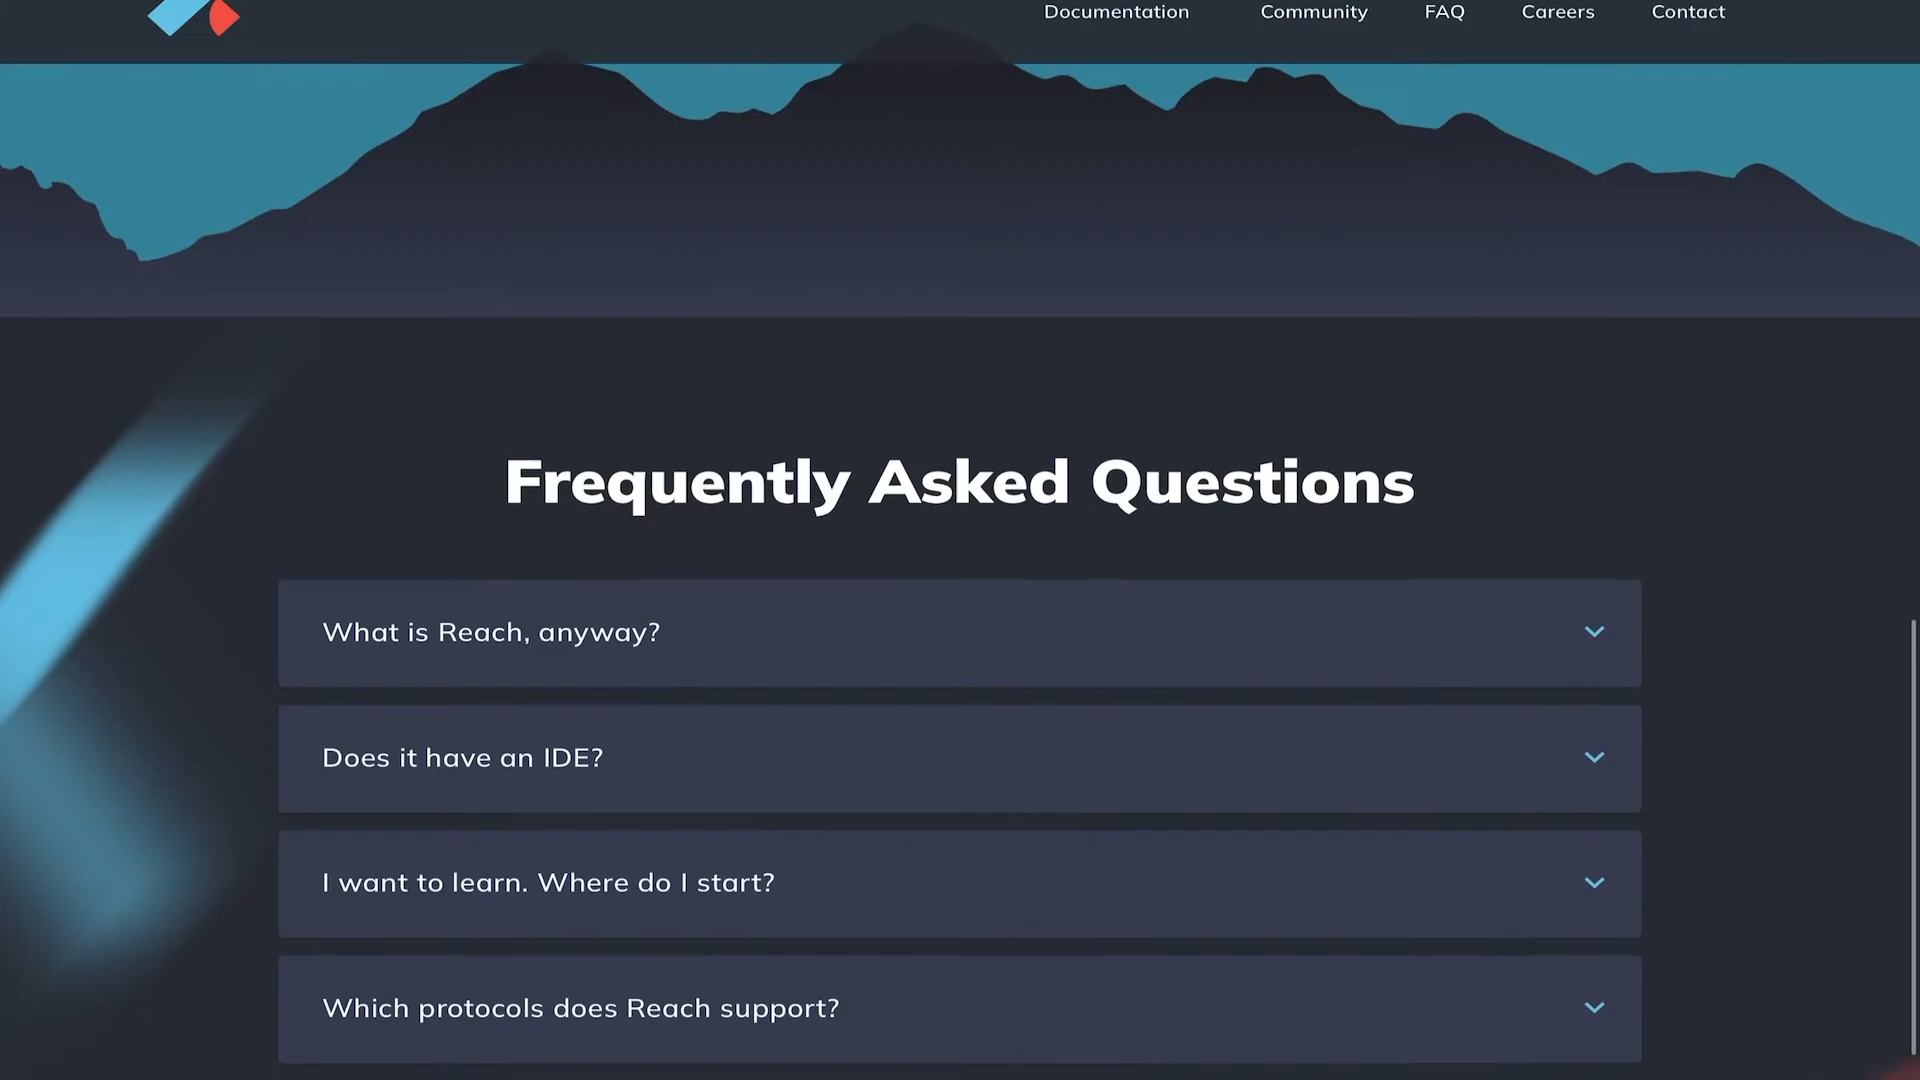 Documentation Community FAQ Careers Contact
Frequently Asked Questions
What is Reach, anyway?
Does it have an IDE?
I want to learn. Where do I start?
Which protocols does Reach support?